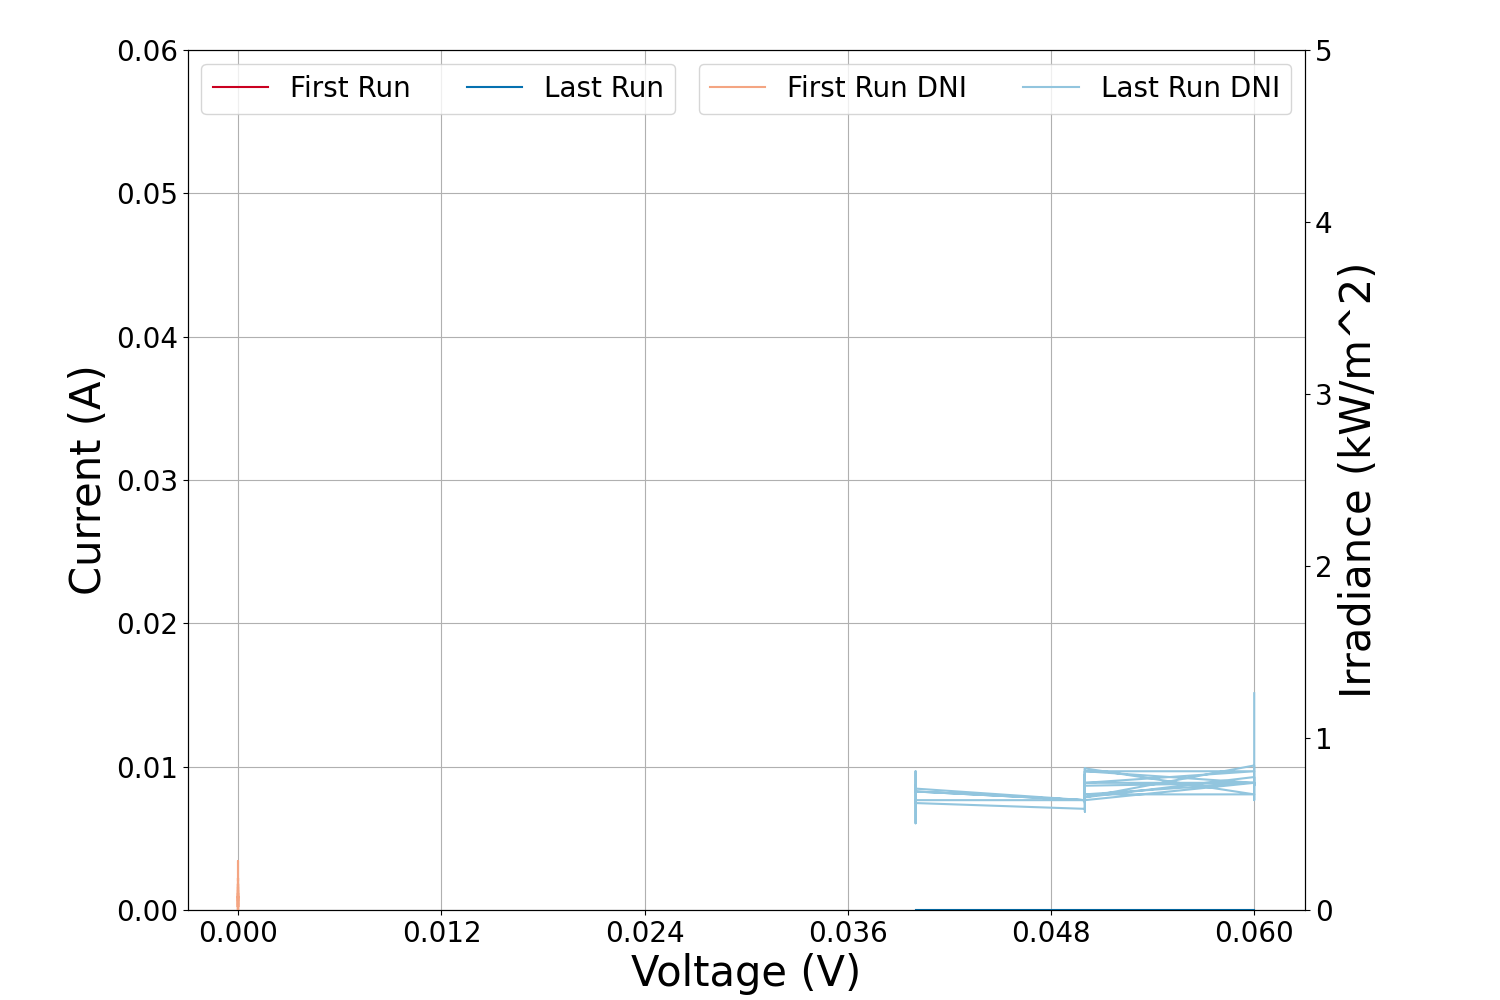 First Run
Last Run
First Run DNI
Last Run DNI
0.06
0.05
0.04
0.03
0.02
0.01
0.00
Current (A)
5
4
3
2
1
0
Irradiance (kW/m^2)
0.000
0.012
0.024
0.036
0.048
0.060
Voltage (V)